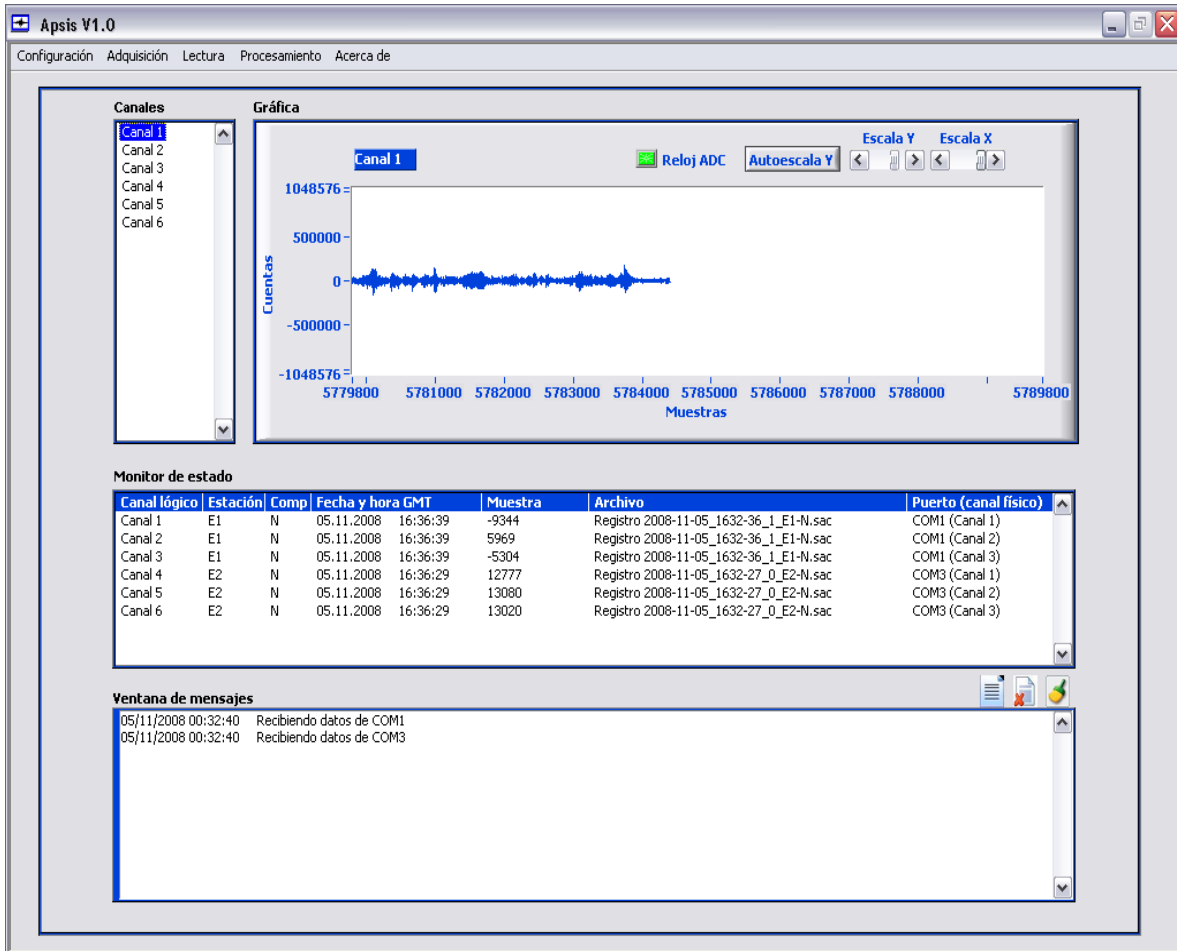 Apsis V1.0
Configuración Adquisición Lectura Procesamiento Acerca de
Canales
Canal 1
Canal 2
Canal 3
Canal 4
Canal 5
Canal 6
Gráfica
Escala Y Escala X
Canal 1 Reloj ADC Autoescala Y
1048576
500000
0
-500000
-1048576
Cuentas
5779800 5781000 5782000 5783000 5784000 5785000 5786000 5787000 5788000 5789800
Muestras
Monitor de estado
Canal lógico Estación Comp Fecha y hora GMT Muestra Archivo Puerto (canal físico)
Canal 1 E1 N 05.11.2008 16:36:39 -9344 Registro 2008-11-05_1632-36_1_E1-N.sac COM1 (Canal 1)
Canal 2 E1 N 05.11.2008 16:36:39 5969 Registro 2008-11-05_1632-36_1_E1-N.sac COM1 (Canal 2)
Canal 3 E1 N 05.11.2008 16:36:39 -5304 Registro 2008-11-05_1632-36_1_E1-N.sac COM1 (Canal 3)
Canal 4 E2 N 05.11.2008 16:36:29 12777 Registro 2008-11-05_1632-27_0_E2-N.sac COM3 (Canal 1)
Canal 5 E2 N 05.11.2008 16:36:29 13080 Registro 2008-11-05_1632-27_0_E2-N.sac COM3 (Canal 2)
Canal 6 E2 N 05.11.2008 16:36:29 13020 Registro 2008-11-05_1632-27_0_E2-N.sac COM3 (Canal 3)
Ventana de mensajes
05/11/2008 00:32:40 Recibiendo datos de COM1
05/11/2008 00:32:40 Recibiendo datos de COM3